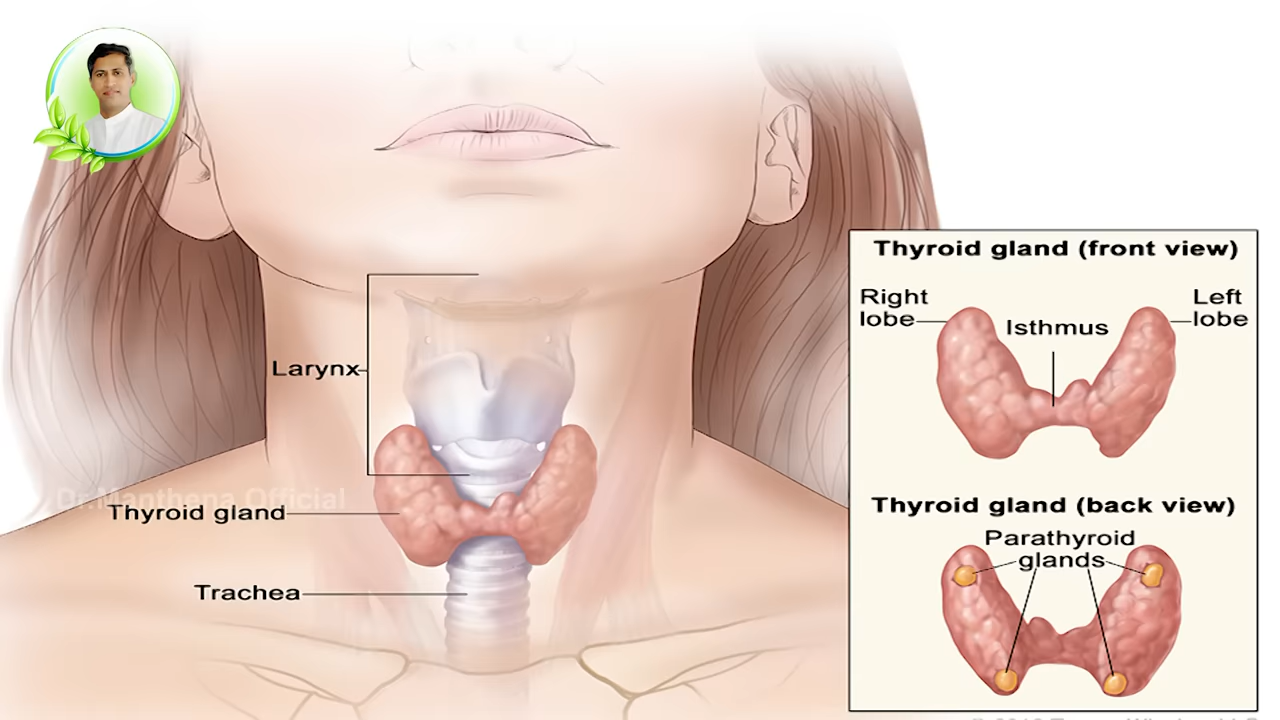 Larynx
Dr.Manthena Official
Thyroid gland
Trachea
Thyroid gland (front view)
Right
lobe
Isthmus
Left
lobe
Thyroid gland (back view)
Parathyroid
glands